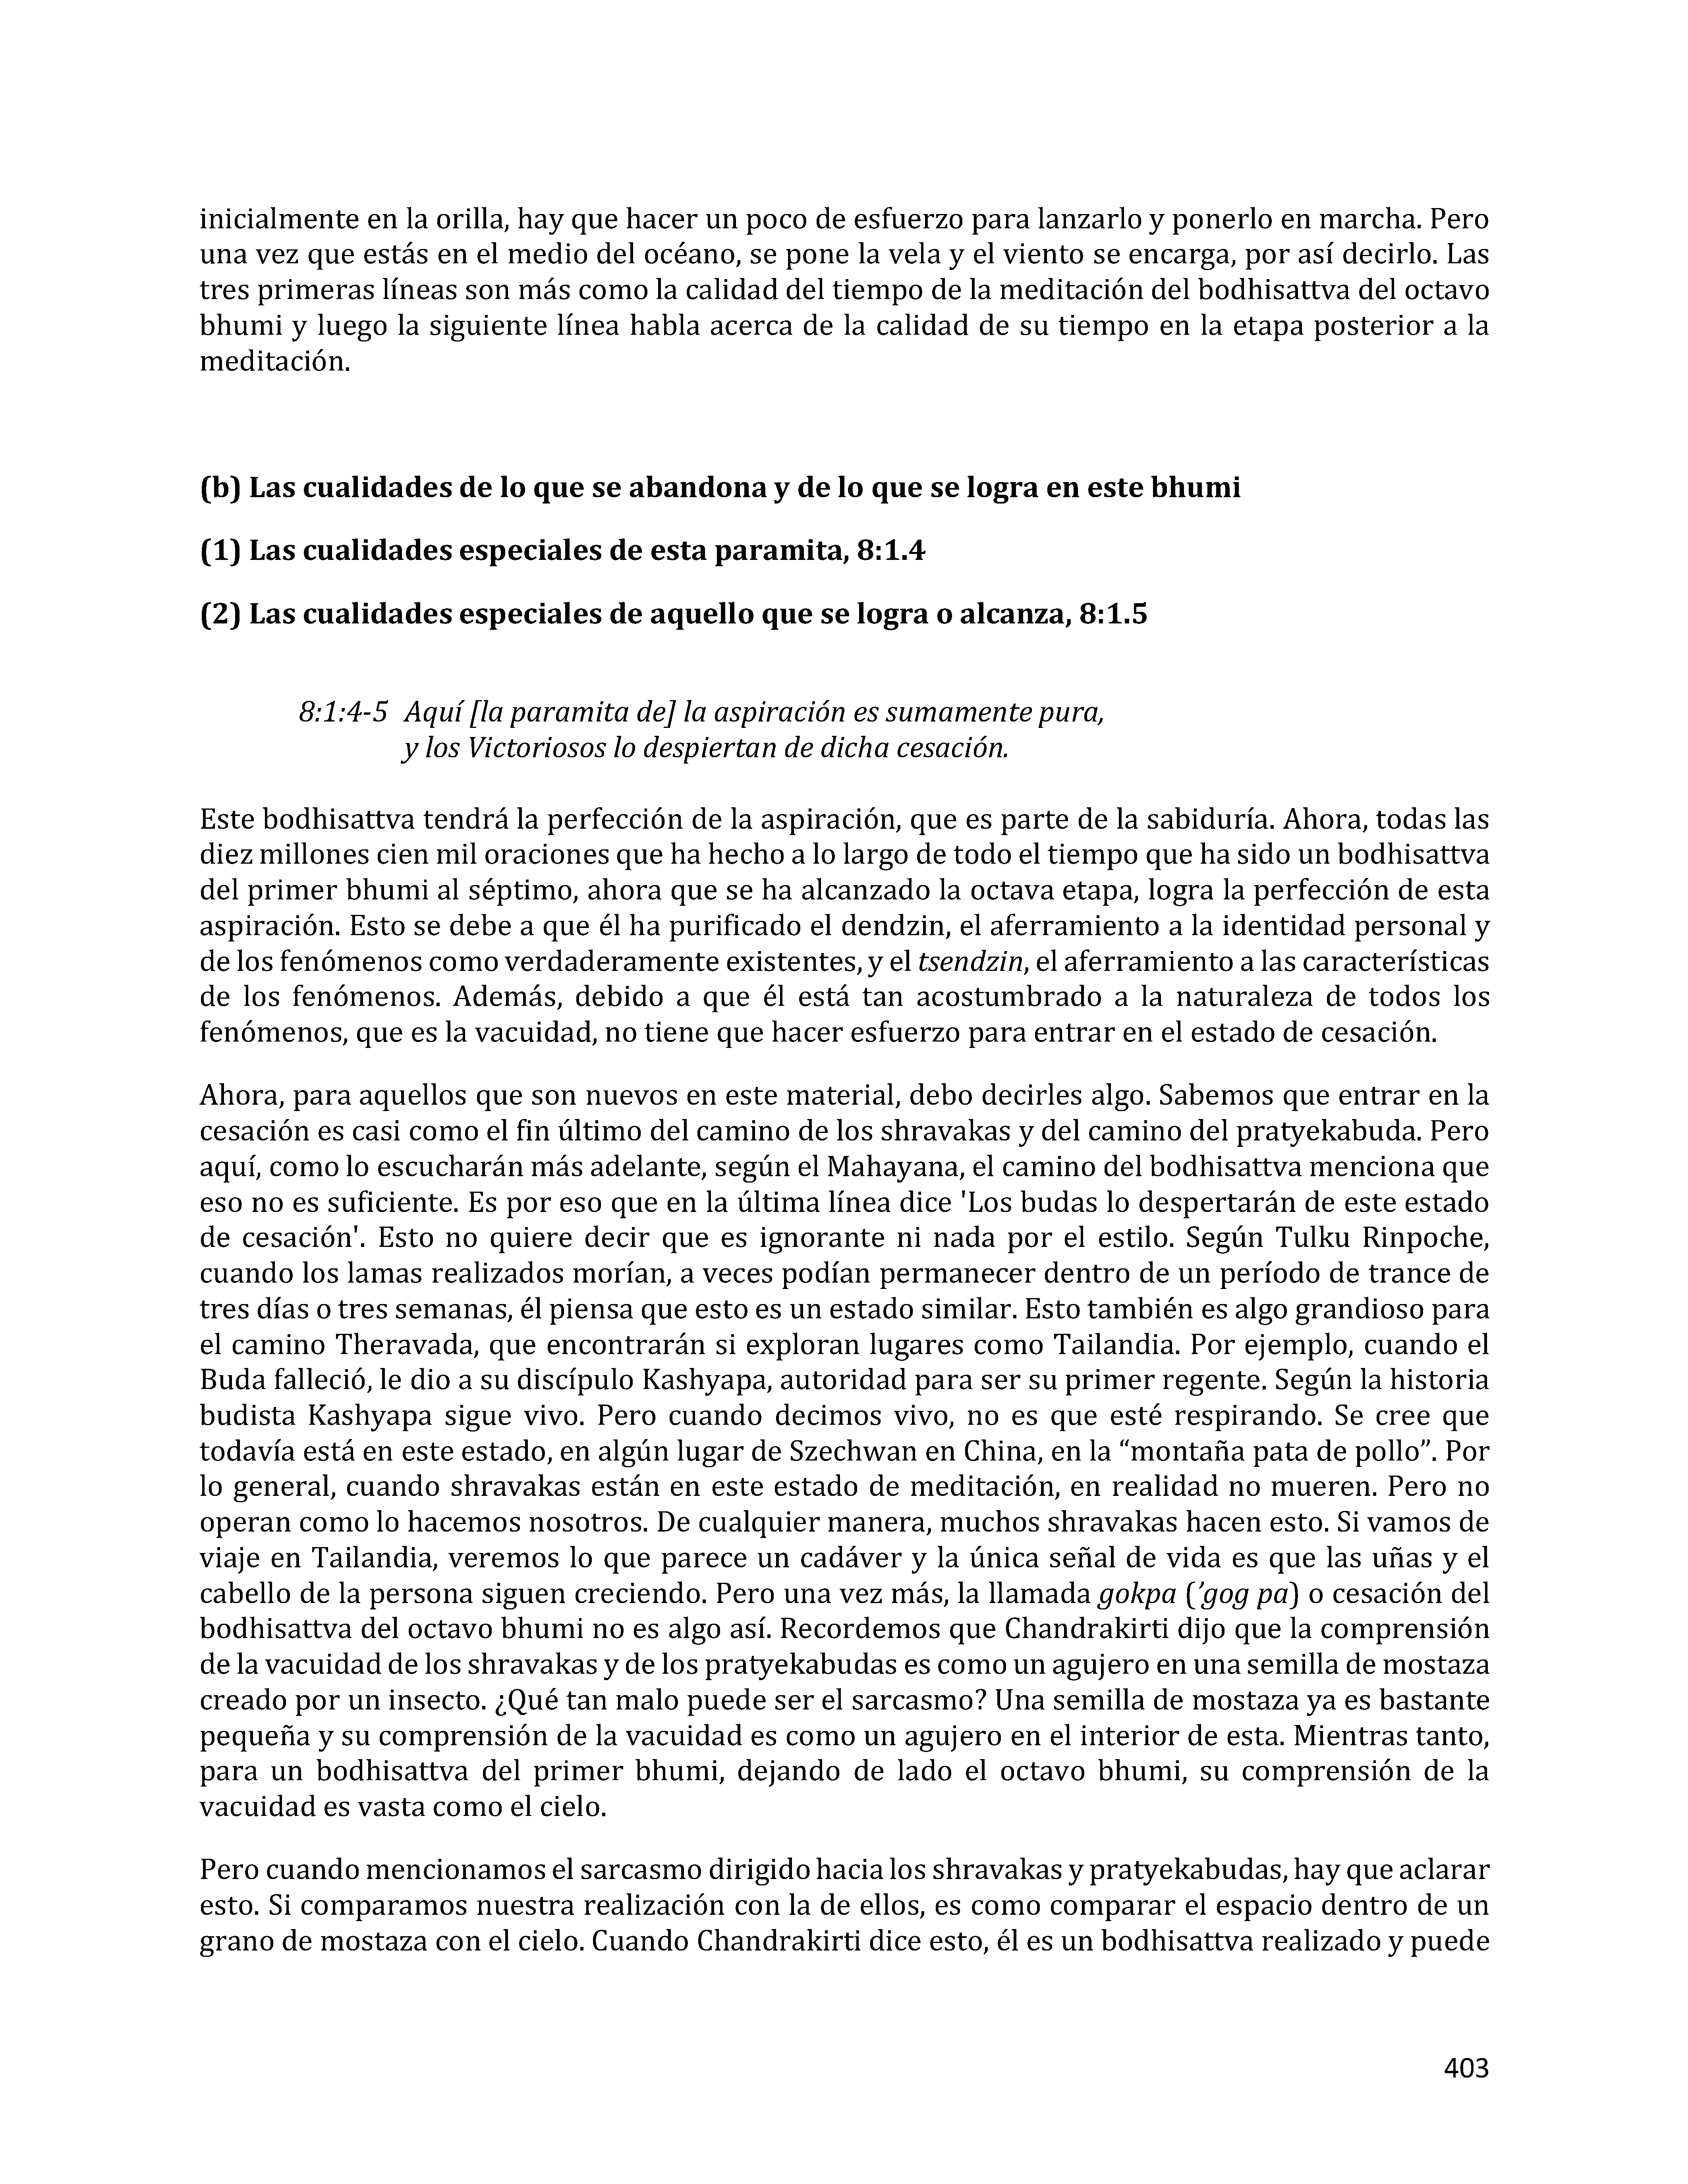 inicialmente en la orilla, hay que hacer un poco de esfuerzo para lanzarlo y ponerlo en marcha. Pero
una vez que estás en el medio del océano, se pone la vela y el viento se encarga, por así decirlo. Las
tres primeras líneas son más como la calidad del tiempo de la meditación del bodhisattva del octavo
bhumi y luego la siguiente línea habla acerca de la calidad de su tiempo en la etapa posterior a la
meditación.
(b) Las cualidades de lo que se abandona y de lo que se logra en este bhumi
(1) Las cualidades especiales de esta paramita, 8:1.4
(2) Las cualidades especiales de aquello que se logra o alcanza, 8:1.5
8:1:4-5 Aquí [la paramita de] la aspiración es sumamente pura,
y los Victoriosos lo despiertan de dicha cesación.
Este bodhisattva tendrá la perfección de la aspiración, que es parte de la sabiduría. Ahora, todas las
diez millones cien mil oraciones que ha hecho a lo largo de todo el tiempo que ha sido un bodhisattva
del primer bhumi al séptimo, ahora que se ha alcanzado la octava etapa, logra la perfección de esta
aspiración. Esto se debe a que él ha purificado el dendzin, el aferramiento a la identidad personal y
de los fenómenos como verdaderamente existentes, y el tsendzin, el aferramiento a las características
de los fenómenos. Además, debido a que él está tan acostumbrado a la naturaleza de todos los
fenómenos, que es la vacuidad, no tiene que hacer esfuerzo para entrar en el estado de cesación.
Ahora, para aquellos que son nuevos en este material, debo decirles algo. Sabemos que entrar en la
cesación es casi como el fin último del camino de los shravakas y del camino del pratyekabuda. Pero
aquí, como lo escucharán más adelante, según el Mahayana, el camino del bodhisattva menciona que
eso no es suficiente. Es por eso que en la última línea dice 'Los budas lo despertarán de este estado
de cesación'. Esto no quiere decir que es ignorante ni nada por el estilo. Según Tulku Rinpoche,
cuando los lamas realizados morían, a veces podían permanecer dentro de un período de trance de
tres días o tres semanas, él piensa que esto es un estado similar. Esto también es algo grandioso para
el camino Theravada, que encontrarán si exploran lugares como Tailandia. Por ejemplo, cuando el
Buda falleció, le dio a su discípulo Kashyapa, autoridad para ser su primer regente. Según la historia
budista Kashyapa sigue vivo. Pero cuando decimos vivo, no es que esté respirando. Se cree que
todavía está en este estado, en algún lugar de Szechwan en China, en la “montaña pata de pollo”. Por
lo general, cuando shravakas están en este estado de meditación, en realidad no mueren. Pero no
operan como lo hacemos nosotros. De cualquier manera, muchos shravakas hacen esto. Si vamos de
viaje en Tailandia, veremos lo que parece un cadáver y la única señal de vida es que las uñas y el
cabello de la persona siguen creciendo. Pero una vez más, la llamada gokpa (’gog pa) o cesación del
bodhisattva del octavo bhumi no es algo así. Recordemos que Chandrakirti dijo que la comprensión
de la vacuidad de los shravakas y de los pratyekabudas es como un agujero en una semilla de mostaza
creado por un insecto. ¿Qué tan malo puede ser el sarcasmo? Una semilla de mostaza ya es bastante
pequeña y su comprensión de la vacuidad es como un agujero en el interior de esta. Mientras tanto,
para un bodhisattva del primer bhumi, dejando de lado el octavo bhumi, su comprensión de la
vacuidad es vasta como el cielo.
Pero cuando mencionamos el sarcasmo dirigido hacia los shravakas y pratyekabudas, hay que aclarar
esto. Si comparamos nuestra realización con la de ellos, es como comparar el espacio dentro de un
grano de mostaza con el cielo. Cuando Chandrakirti dice esto, él es un bodhisattva realizado y puede
403